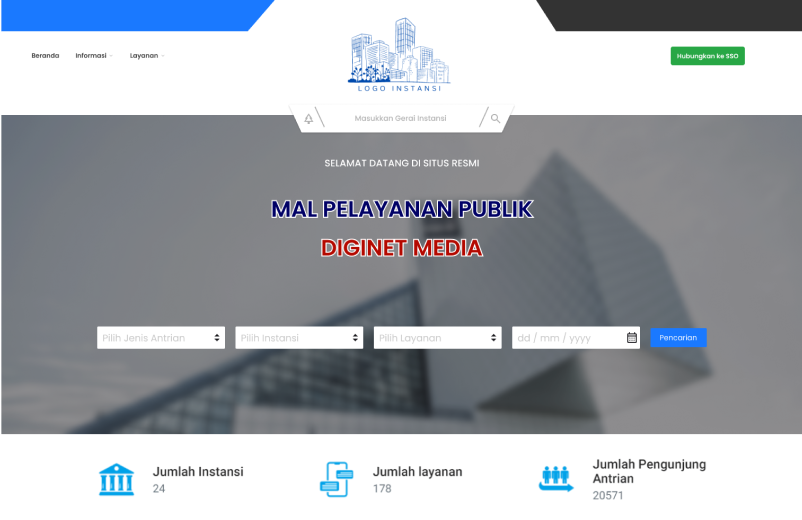 Beranda
Informasi
Layanan
LOGO INSTANSI
Hubungkan ke SSO
Masukkan Gerai Instansi
SELAMAT DATANG DI SITUS RESMI
MAL PELAYANAN PUBLIK
DIGINET MEDIA
Pilih Jenis Antrian
Pilih Instansi
Pilih Layanan
dd / mm / yyyy
Pencarian
Jumlah Instansi
24
Jumlah layanan
178
Jumlah Pengunjung
Antrian
20571